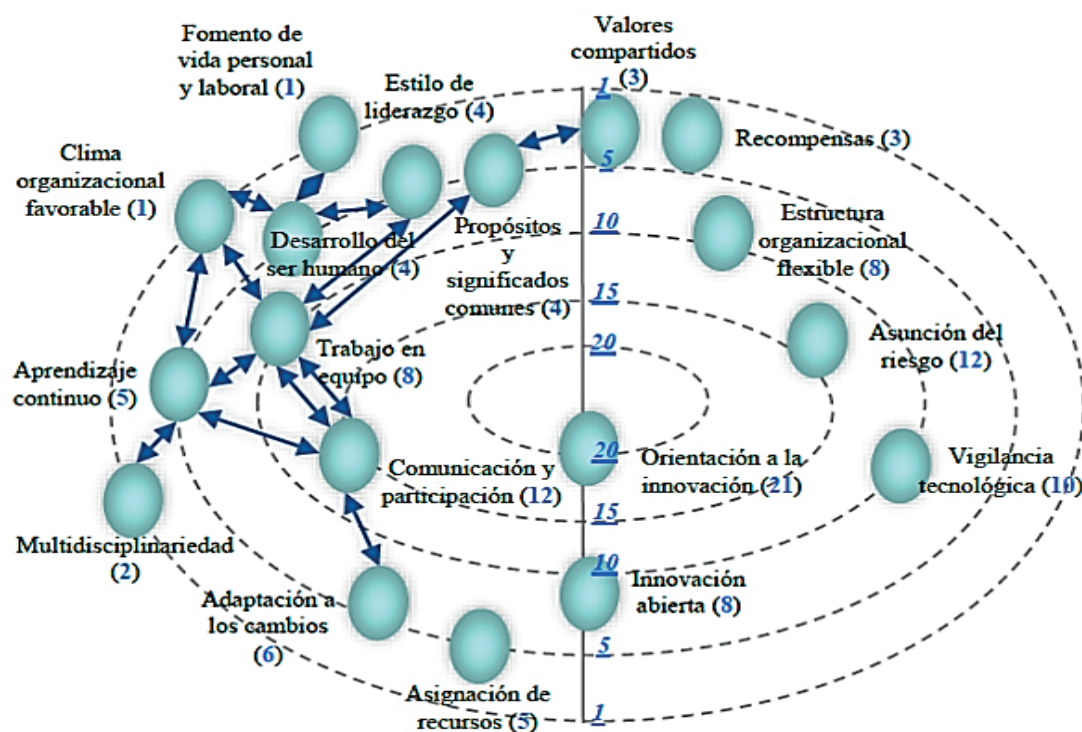 Fomento de
vida personal
y laboral (1)
Estilo de
liderazgo (4)
Valores
compartidos
(3)
Recompensas (3)
Clima
organizacional
favorable (1)
Desarrollo del
ser humano (4)
Propósitos
y
significados
comunes (4)
Estructura
organizacional
flexible (8)
Asunción del
riesgo (12)
Trabajo en
equipo (8)
Aprendizaje
continuo (5)
Comunicación y
participación (12)
Orientación a la
innovación (21)
Vigilancia
tecnológica (10)
Multidisciplinariedad
(2)
Adaptación a
los cambios
(6)
Innovación
abierta (8)
Asignación de
recursos (5)
1
5
10
15
20
20
15
10
5
1